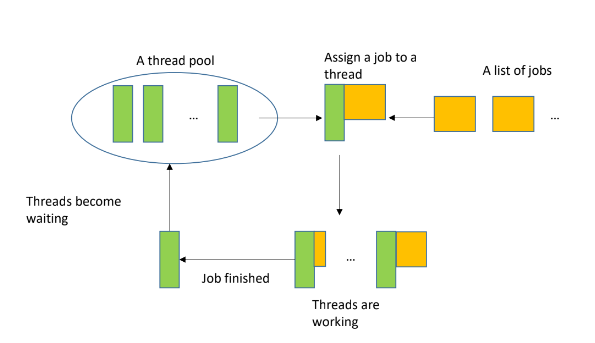 A thread pool
Assign a job to a
thread
A list of jobs
...
...
Threads become
waiting
...
Job finished
Threads are
working